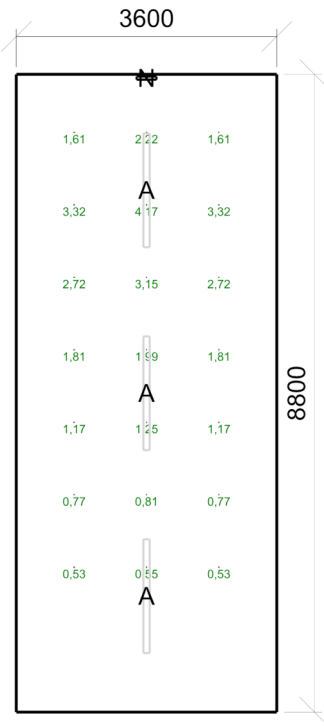 3600
N
1,61 2,22 1,61
A
3,32 4,17 3,32
2,72 3,15 2,72
1,81 1,99 1,81
8800
A
1,17 1,25 1,17
0,77 0,81 0,77
0,53 0,55 0,53
A